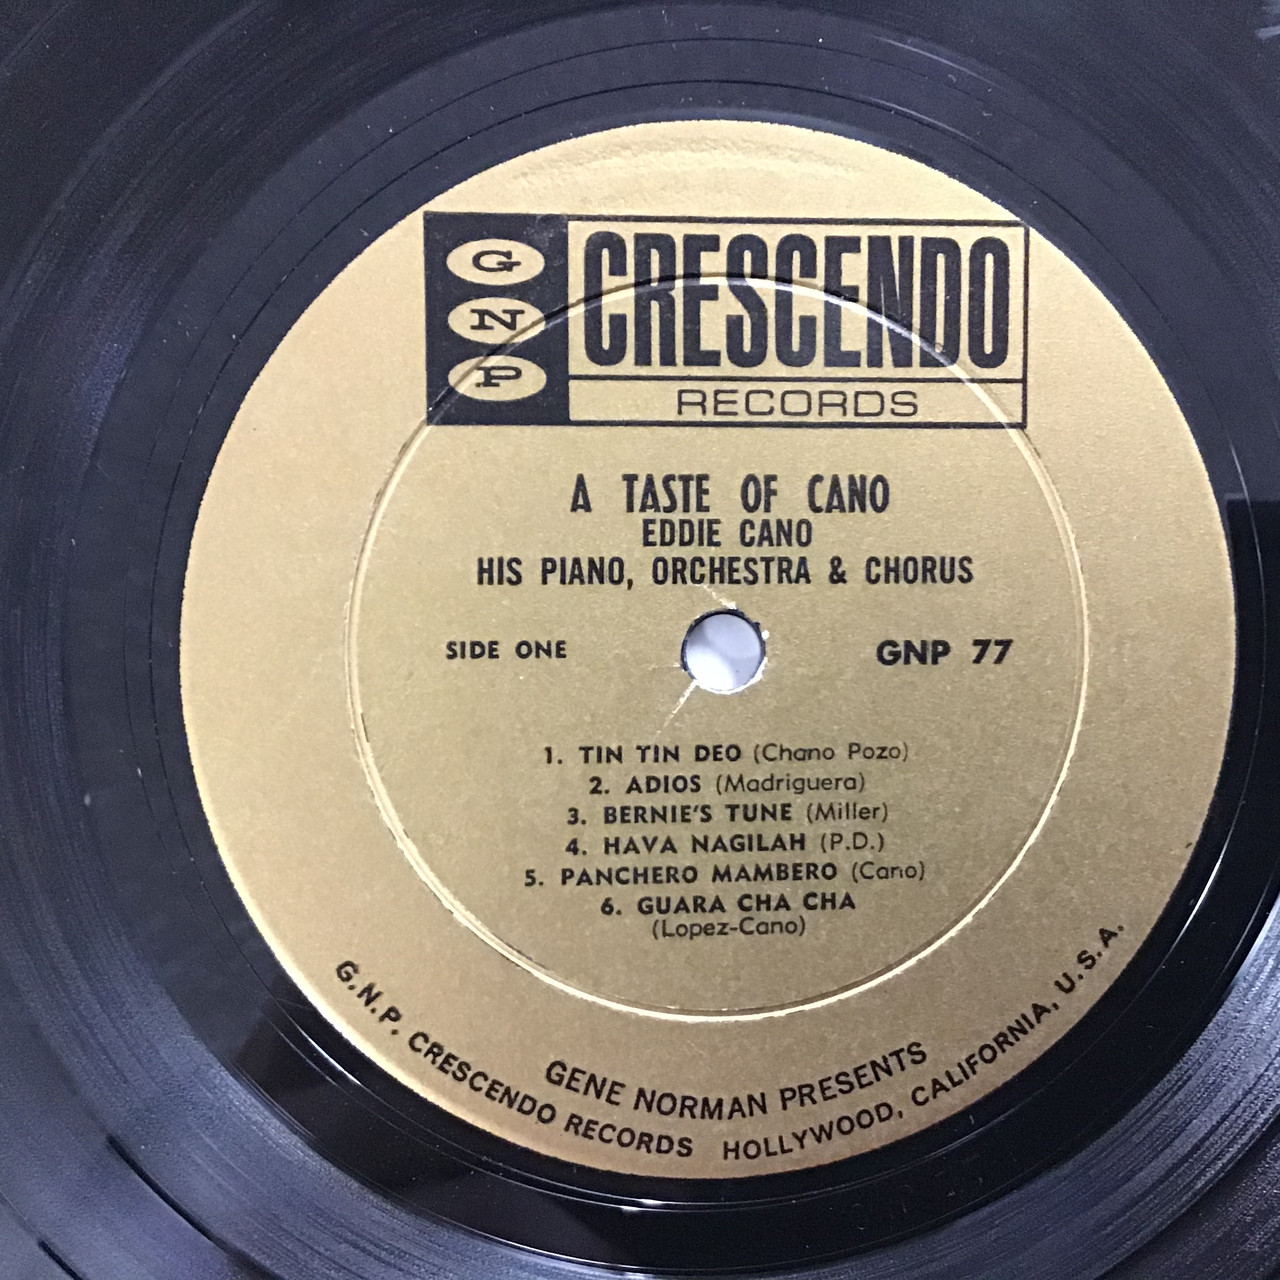 G
N
P
CRESCENDO
RECORDS
A TASTE OF CANO
EDDIE CANO
HIS PIANO, ORCHESTRA & CHORUS
SIDE ONE
GNP 77
1. TIN TIN DEO (Chano Pozo)
2. ADIOS (Madriguera)
3. BERNIE'S TUNE (Miller)
4. HAVA NAGILAH (P.D.)
5. PANCHERO MAMBERO (Cano)
6. GUARA CHA CHA
(Lopez-Cano)
GENE NORMAN PRESENTS
G.N.P. CRESCENDO RECORDS HOLLYWOOD, CALIFORNIA, U.S.A.